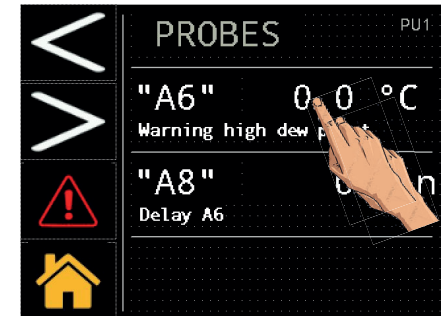 PROBES
PU1
"A6" 0.0 °C
Warning high dew
"A8"
Delay A6